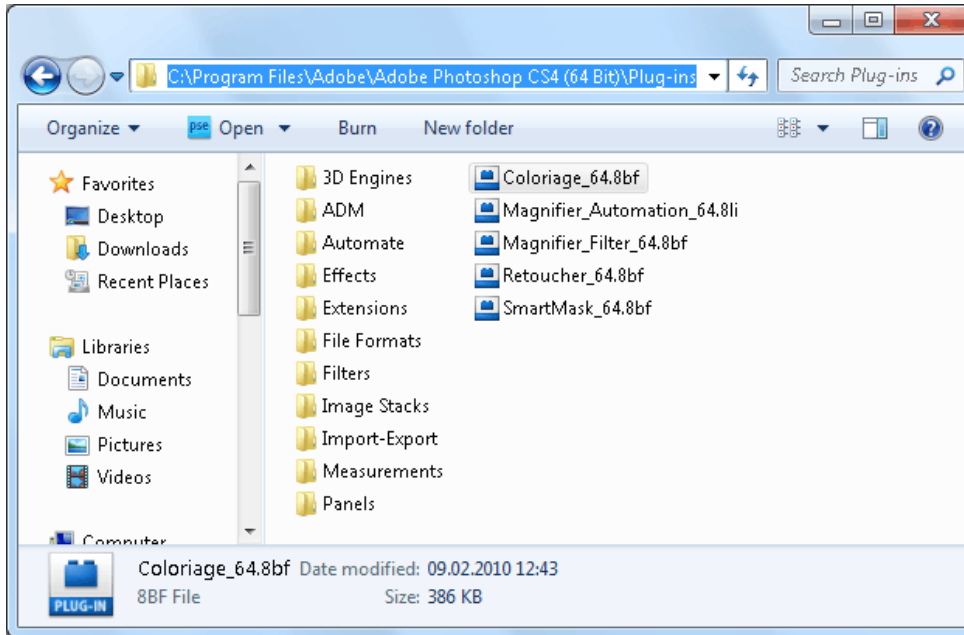 C:\Program Files\Adobe\Adobe Photoshop CS4 (64 Bit)\Plug-ins
Search Plug-ins
Organize
pse
Open
Burn
New folder
Favorites
Desktop
Downloads
Recent Places
Libraries
Documents
Music
Pictures
Videos
Computer
3D Engines
ADM
Automate
Effects
Extensions
File Formats
Filters
Image Stacks
Import-Export
Measurements
Panels
Coloriage_64.8bf
Magnifier_Automation_64.8li
Magnifier_Filter_64.8bf
Retoucher_64.8bf
SmartMask_64.8bf
PLUG-IN
Coloriage_64.8bf Date modified: 09.02.2010 12:43
8BF File Size: 386 KB